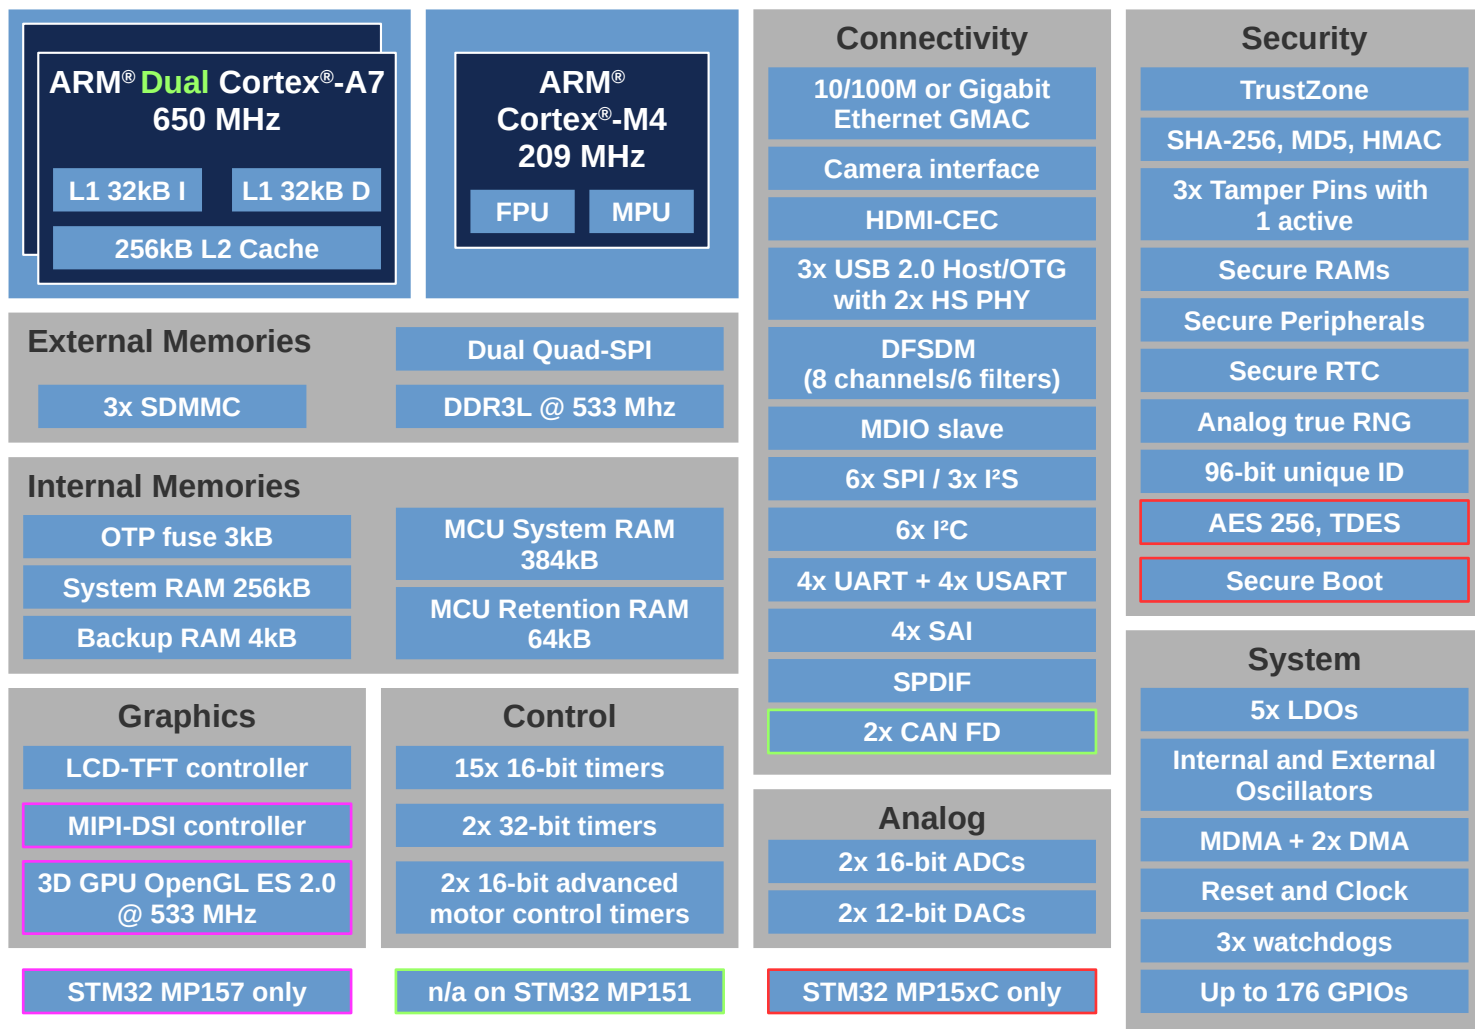 ARM® Dual Cortex®-A7
650 MHz
L1 32kB I
L1 32kB D
256kB L2 Cache
ARM®
Cortex®-M4
209 MHz
FPU
MPU
External Memories
Dual Quad-SPI
3x SDMMC
DDR3L @ 533 Mhz
Internal Memories
OTP fuse 3kB
System RAM 256kB
Backup RAM 4kB
MCU System RAM
384kB
MCU Retention RAM
64kB
Graphics
LCD-TFT controller
MIPI-DSI controller
3D GPU OpenGL ES 2.0
@ 533 MHz
Control
15x 16-bit timers
2x 32-bit timers
2x 16-bit advanced
motor control timers
Connectivity
10/100M or Gigabit
Ethernet GMAC
Camera interface
HDMI-CEC
3x USB 2.0 Host/OTG
with 2x HS PHY
DFSDM
(8 channels/6 filters)
MDIO slave
6x SPI / 3x I²S
6x I²C
4x UART + 4x USART
4x SAI
SPDIF
2x CAN FD
Analog
2x 16-bit ADCs
2x 12-bit DACs
Security
TrustZone
SHA-256, MD5, HMAC
3x Tamper Pins with
1 active
Secure RAMs
Secure Peripherals
Secure RTC
Analog true RNG
96-bit unique ID
AES 256, TDES
Secure Boot
System
5x LDOs
Internal and External
Oscillators
MDMA + 2x DMA
Reset and Clock
3x watchdogs
Up to 176 GPIOs
STM32 MP157 only
n/a on STM32 MP151
STM32 MP15xC only